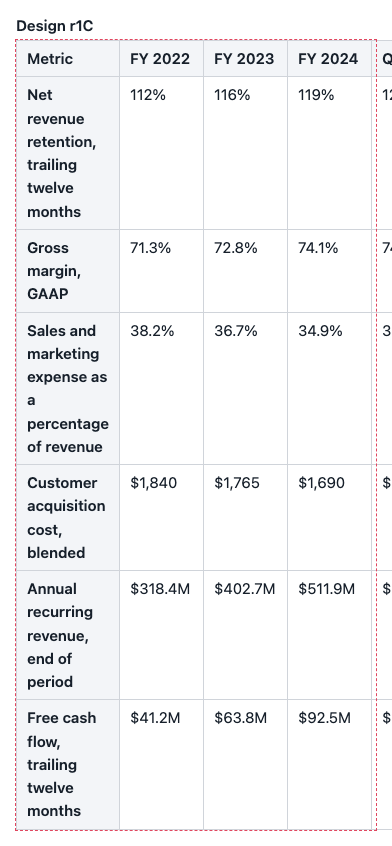 Design r1C
Metric FY 2022 FY 2023 FY 2024
Net 112% 116% 119%
revenue
retention,
trailing
twelve
months
Gross 71.3% 72.8% 74.1%
margin,
GAAP
Sales and 38.2% 36.7% 34.9%
marketing
expense as
a
percentage
of revenue
Customer $1,840 $1,765 $1,690
acquisition
cost,
blended
Annual $318.4M $402.7M $511.9M
recurring
revenue,
end of
period
Free cash $41.2M $63.8M $92.5M
flow,
trailing
twelve
months